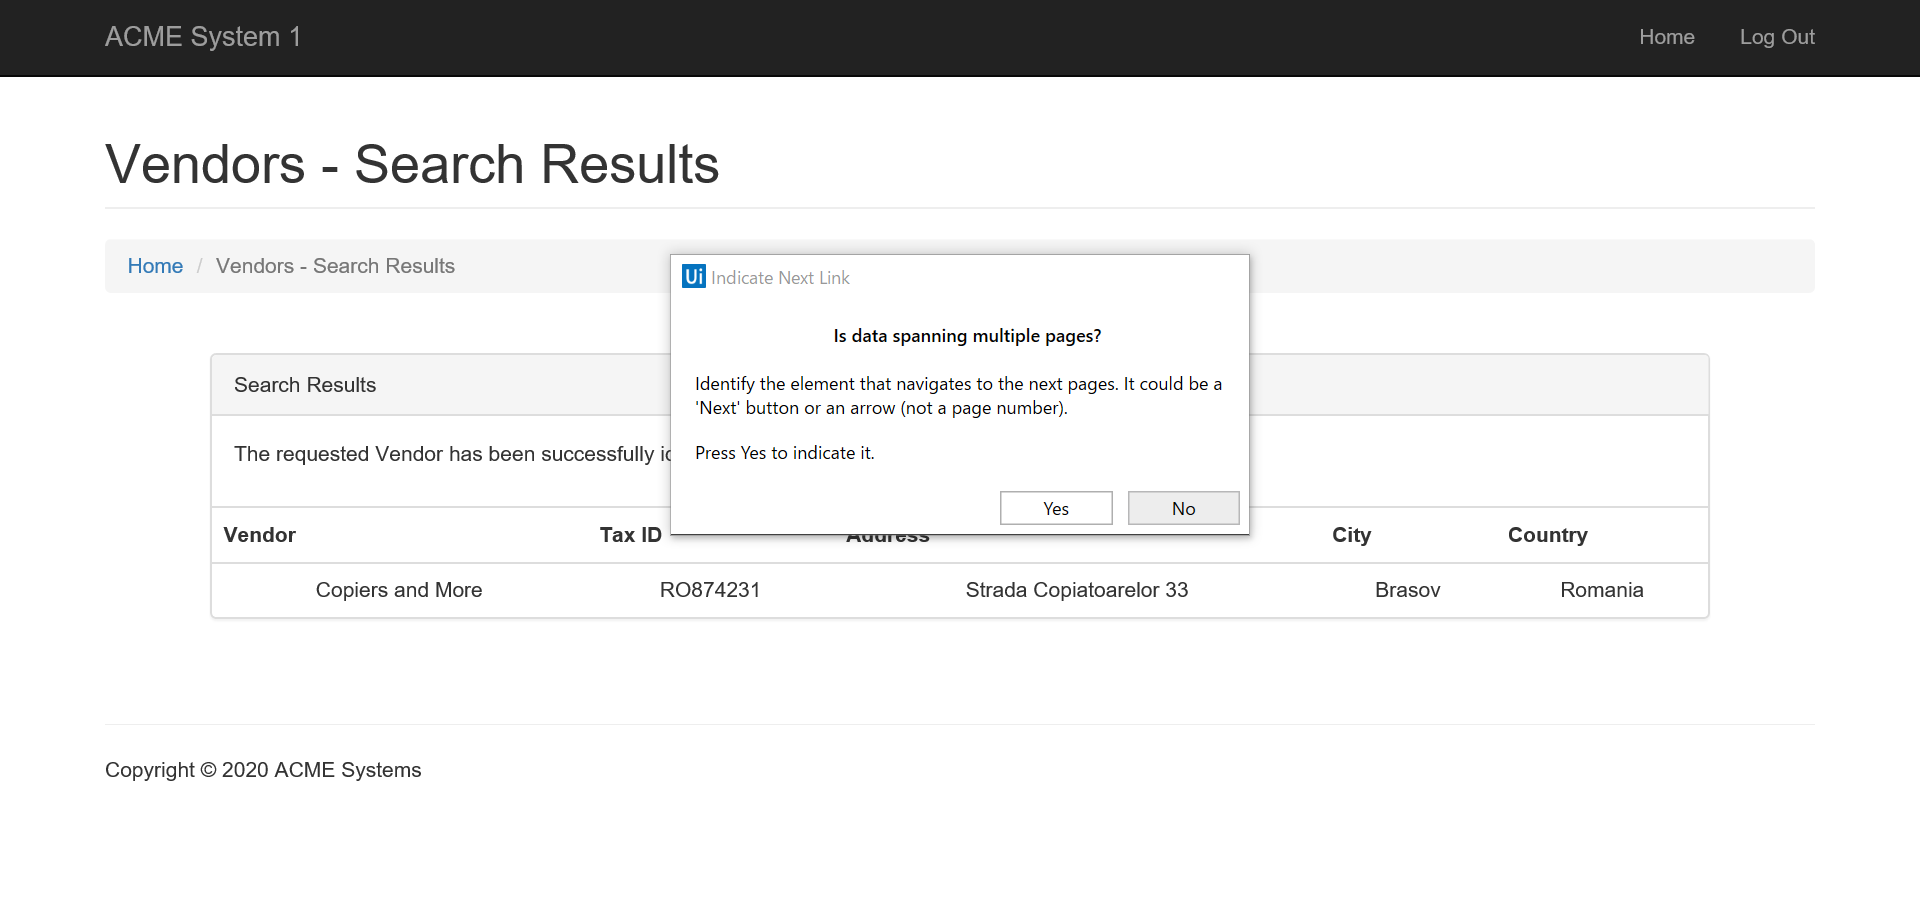 ACME System 1
Home Log Out
Vendors - Search Results
Home / Vendors - Search Results
Ui Indicate Next Link
Is data spanning multiple pages?
Identify the element that navigates to the next pages. It could be a
'Next' button or an arrow (not a page number).
Press Yes to indicate it.
Yes No
Search Results
The requested Vendor has been successfully
Vendor Tax ID Address City Country
Copiers and More RO874231 Strada Copiatoarelor 33 Brasov Romania
Copyright © 2020 ACME Systems